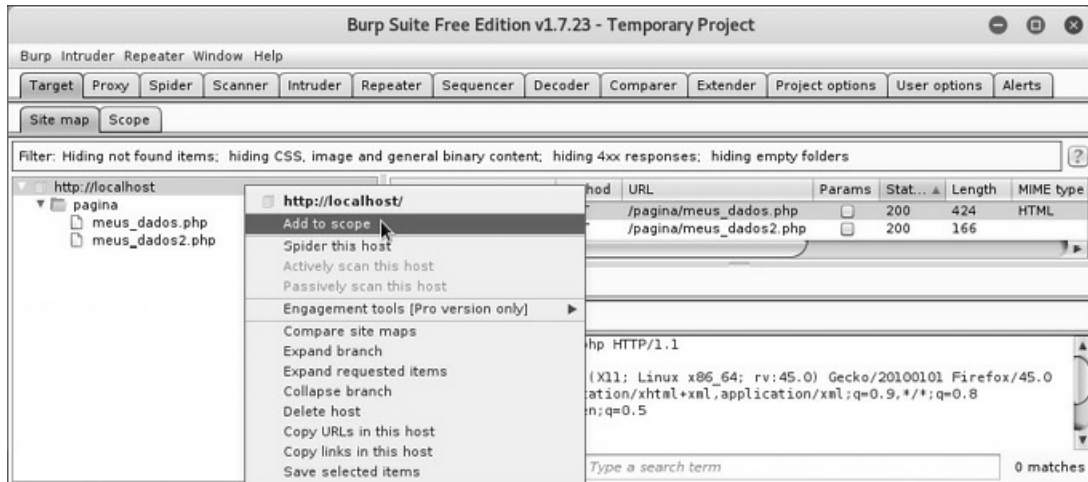 Burp Suite Free Edition v1.7.23 - Temporary Project
Burp Intruder Repeater Window Help
Target Proxy Spider Scanner Intruder Repeater Sequencer Decoder Comparer Extender Project options User options Alerts
Site map Scope
Filter: Hiding not found items; hiding CSS, image and general binary content; hiding 4xx responses; hiding empty folders ?
http://localhost
pagina
meus_dados.php
meus_dados2.php
http://localhost/
Add to scope
Spider this host
Actively scan this host
Passively scan this host
Engagement tools [Pro version only]
Compare site maps
Expand branch
Expand requested items
Collapse branch
Delete host
Copy URLs in this host
Copy links in this host
Save selected items
hod URL Params Stat... Length MIME type
/pagina/meus_dados.php 200 424 HTML
/pagina/meus_dados2.php 200 166
hp HTTP/1.1
(X11; Linux x86_64; rv:45.0) Gecko/20100101 Firefox/45.0
ation/xhtml+xml,application/xml;q=0.9,*/*;q=0.8
n;q=0.5
Type a search term 0 matches